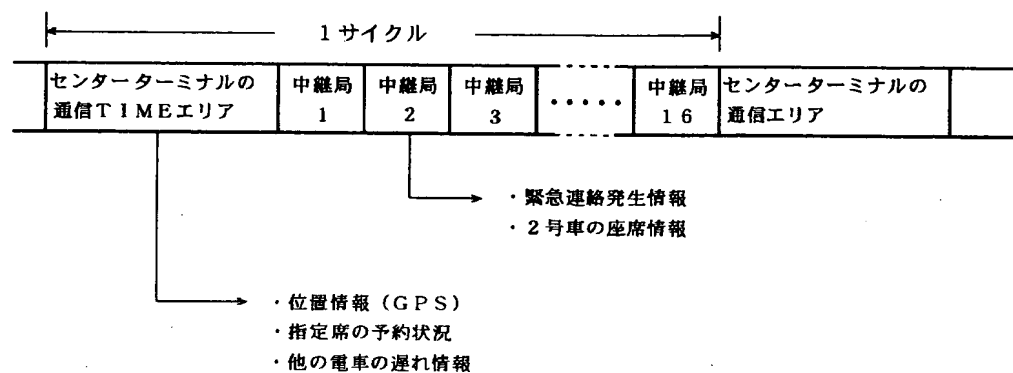 1サイクル
センターターミナルの
通信TIMEエリア
中継局
1
中継局
2
中継局
3
・・・・・
中継局
16
センターターミナルの
通信エリア
・緊急連絡発生情報
・2号車の座席情報
・位置情報(GPS)
・指定席の予約状況
・他の電車の遅れ情報